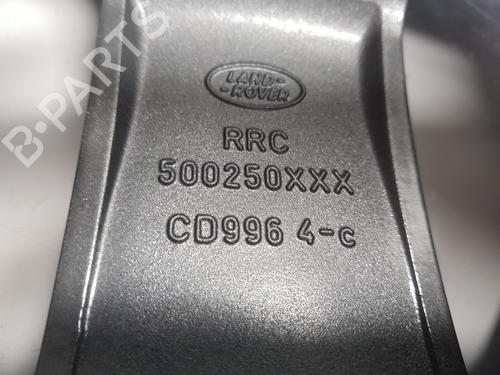 B-PARTS
LAND-
-ROVER
RRC
500250XXX
CD996 4-c